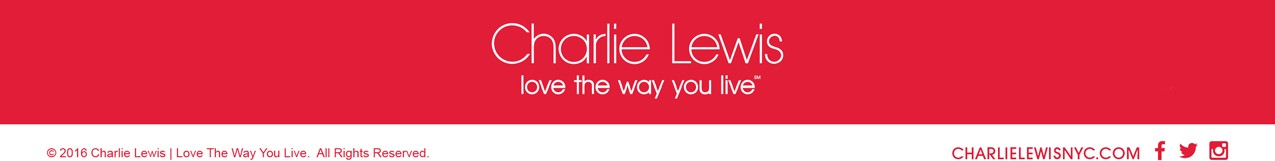 Charlie Lewis
love the way you live℠
© 2016 Charlie Lewis | Love The Way You Live. All Rights Reserved.
CHARLIELEWISNYC.COM